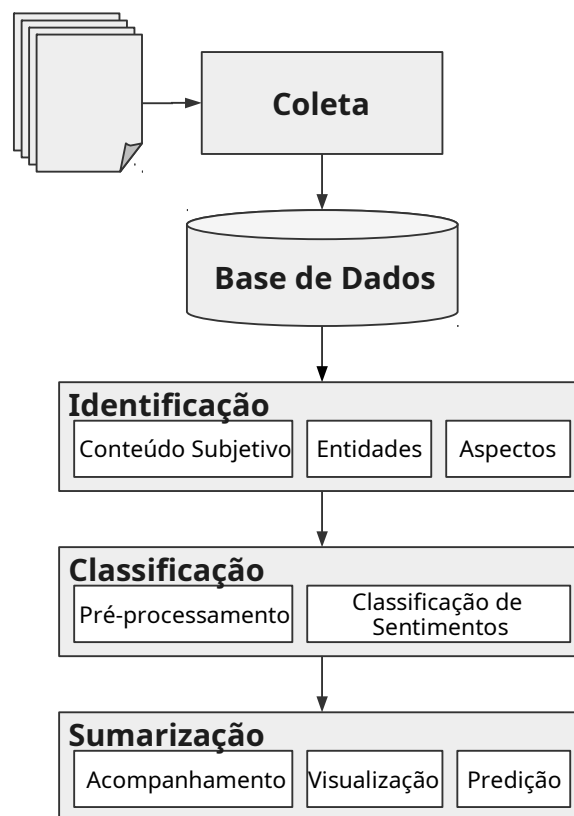 Coleta
Base de Dados
Identificação
Conteúdo Subjetivo
Entidades
Aspectos
Classificação
Pré-processamento
Classificação de
Sentimentos
Sumarização
Acompanhamento
Visualização
Predição